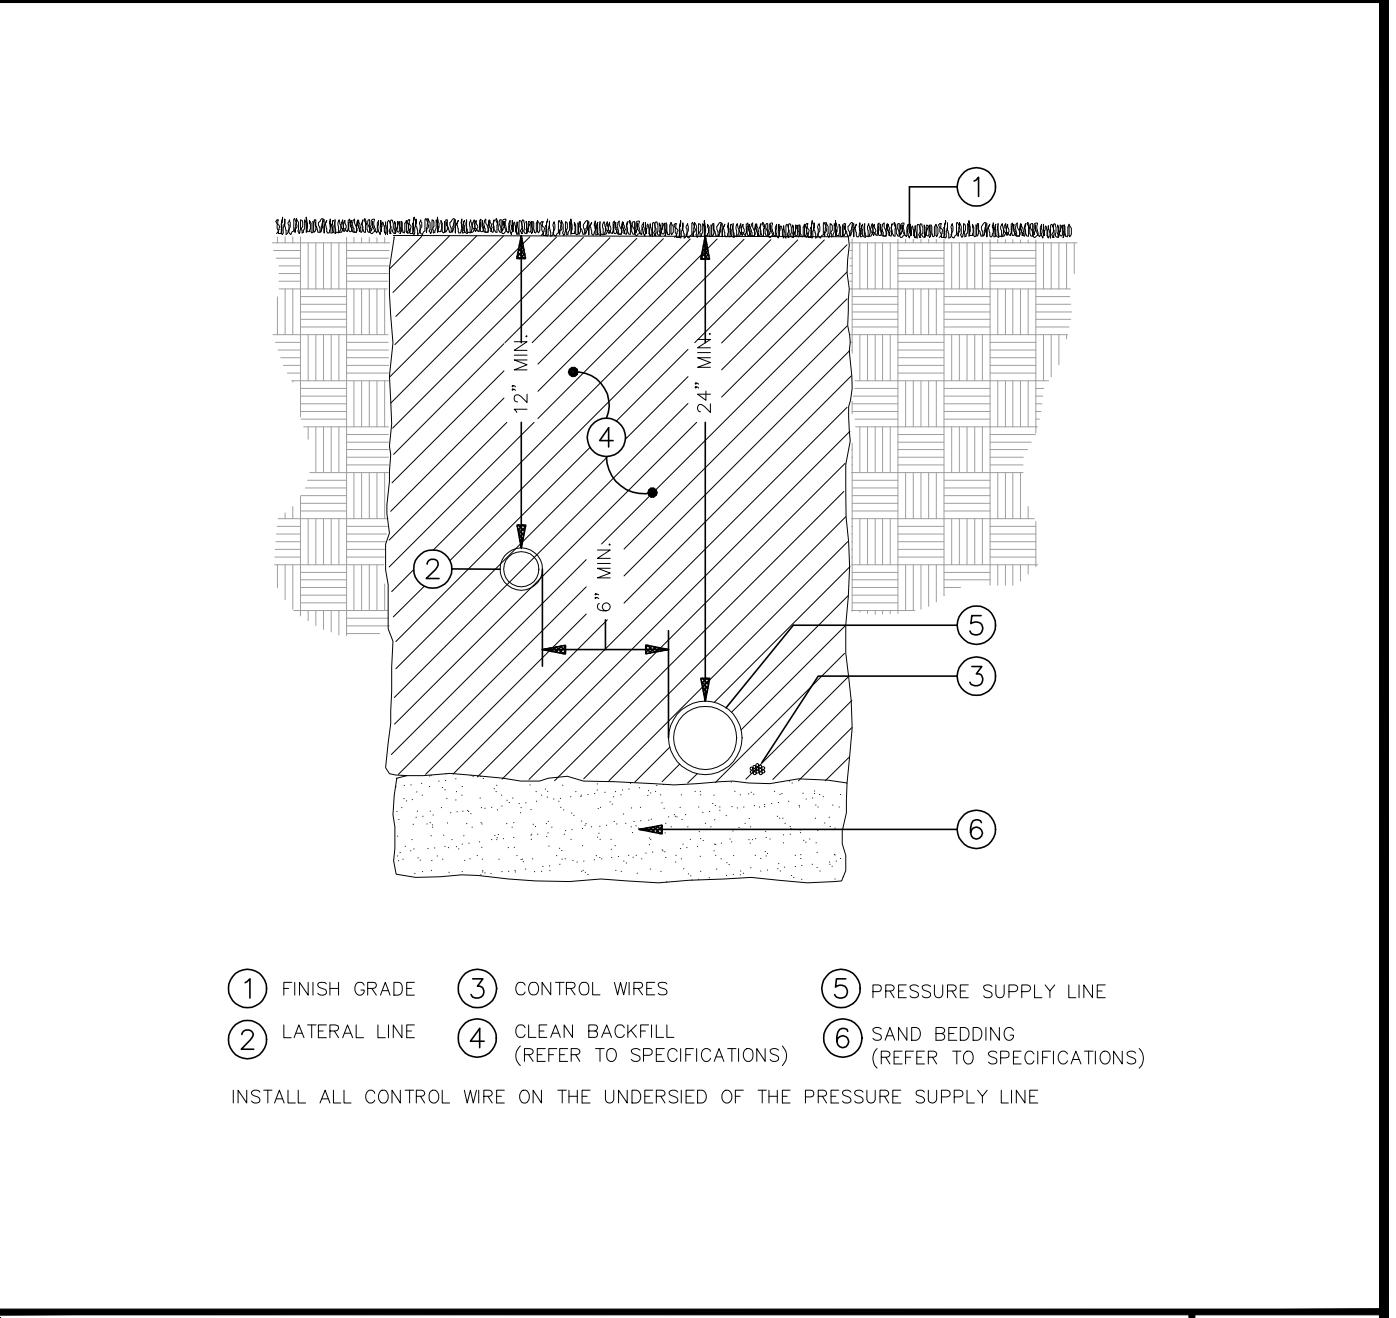 1
12” MIN.
24” MIN.
4
2
6” MIN.
5
3
6
1 FINISH GRADE
3 CONTROL WIRES
5 PRESSURE SUPPLY LINE
2 LATERAL LINE
4 CLEAN BACKFILL
(REFER TO SPECIFICATIONS)
6 SAND BEDDING
(REFER TO SPECIFICATIONS)
INSTALL ALL CONTROL WIRE ON THE UNDERSIED OF THE PRESSURE SUPPLY LINE